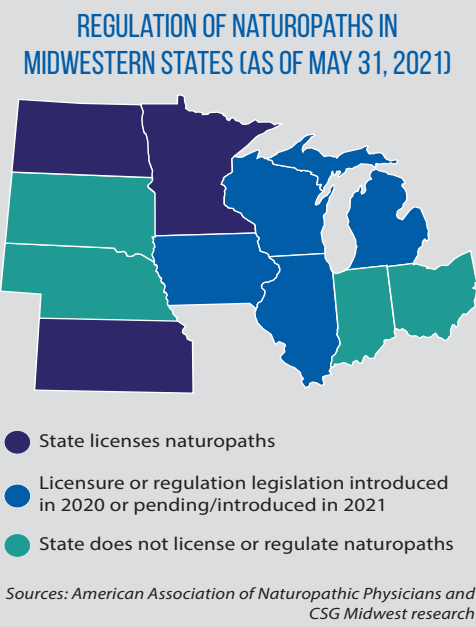 REGULATION OF NATUROPATHS IN
MIDWESTERN STATES (AS OF MAY 31, 2021)
State licenses naturopaths
Licensure or regulation legislation introduced
in 2020 or pending/introduced in 2021
State does not license or regulate naturopaths
Sources: American Association of Naturopathic Physicians and
CSG Midwest research